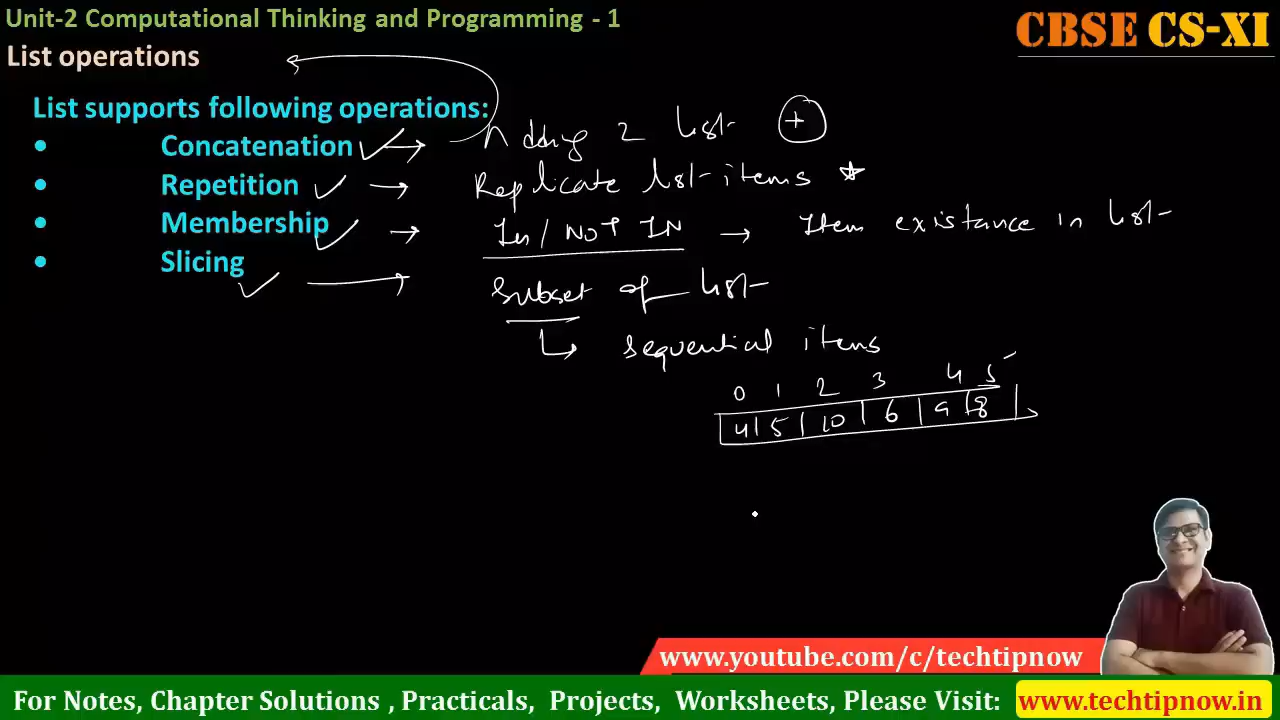 Unit-2 Computational Thinking and Programming - 1
CBSE CS-XI
List operations
List supports following operations:
• Concatenation → Adding 2 list +
• Repetition → Replicate list-items *
• Membership → In / NOT IN → Item existance in list
• Slicing → subset of list
sequential items
0 1 2 3 4 5
4 5 10 6 9 8
www.youtube.com/c/techtipnow
For Notes, Chapter Solutions , Practicals, Projects, Worksheets, Please Visit: www.techtipnow.in